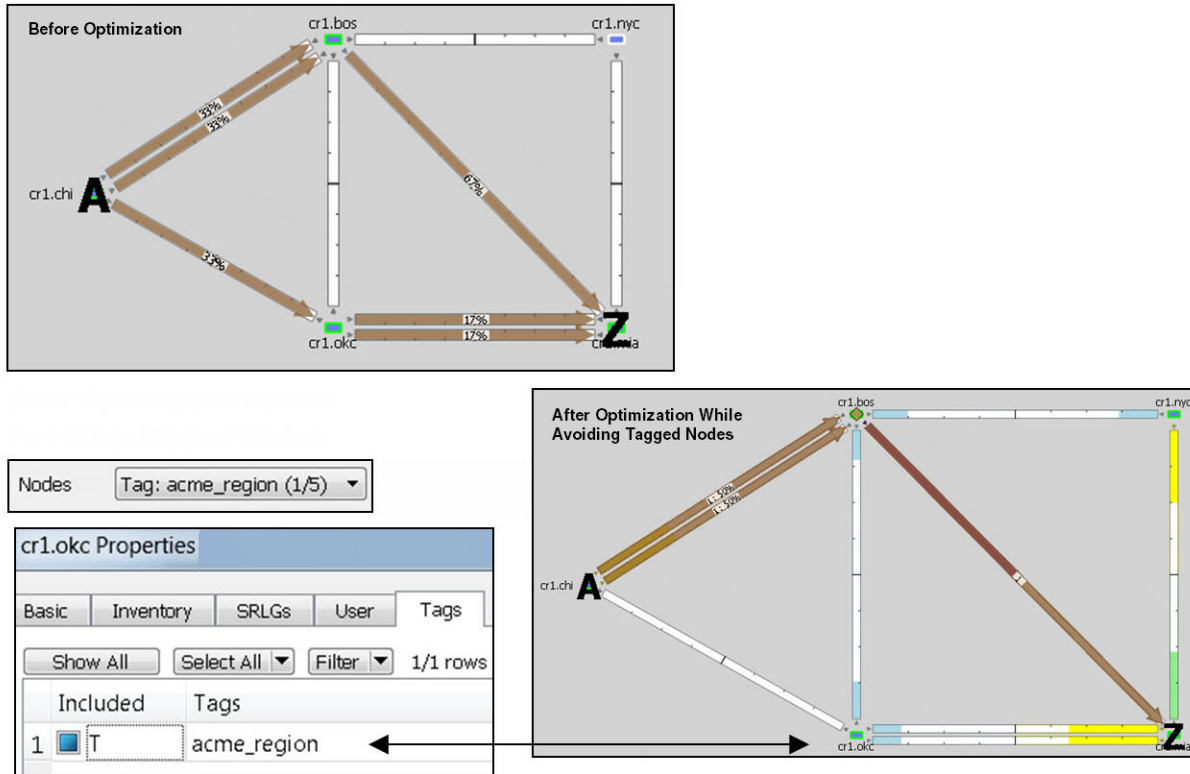 Before Optimization
cr1.bos
cr1.nyc
33%
33%
cr1.chi
A
67%
33%
17%
17%
cr1.okc
Z
After Optimization While
Avoiding Tagged Nodes
cr1.bos
cr1.nyc
cr1.chi
A
cr1.okc
Z
Nodes
Tag: acme_region (1/5)
cr1.okc Properties
Basic Inventory SRLGs User Tags
Show All Select All Filter 1/1 rows
Included Tags
1 T acme_region